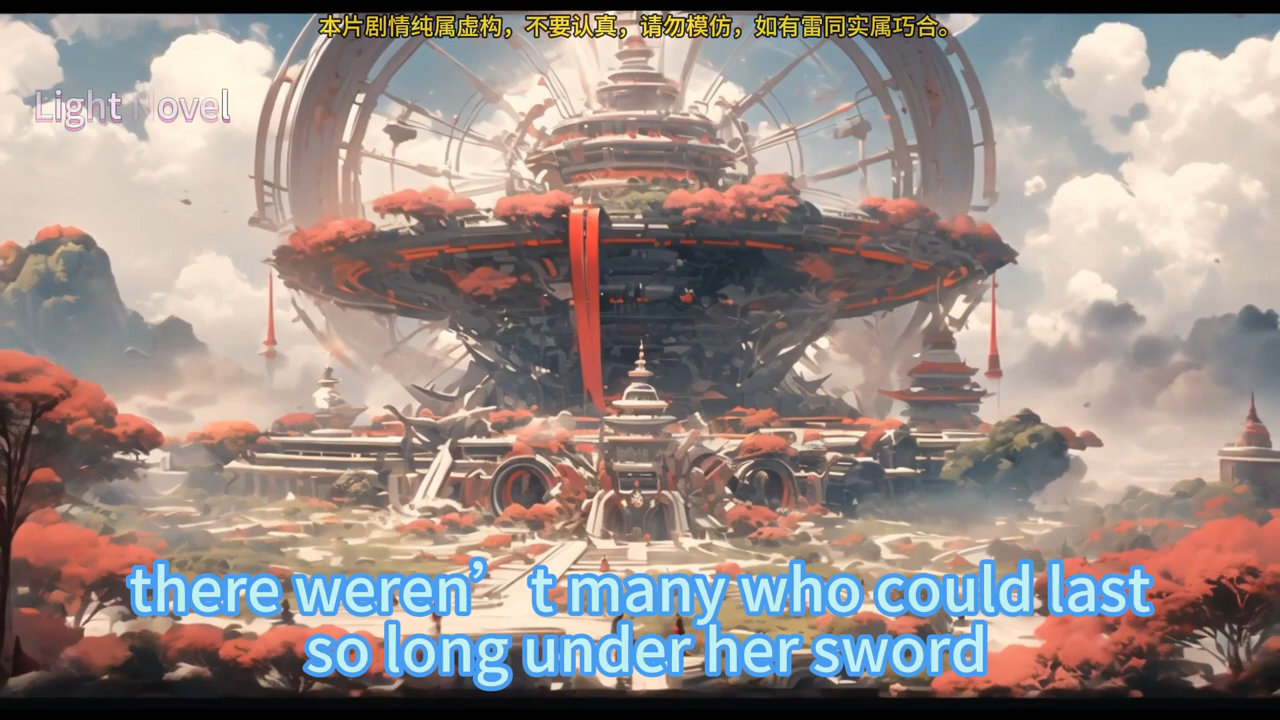 本片剧情纯属虚构，不要认真，请勿模仿，如有雷同实属巧合。
Light Novel
there weren’t many who could last
so long under her sword